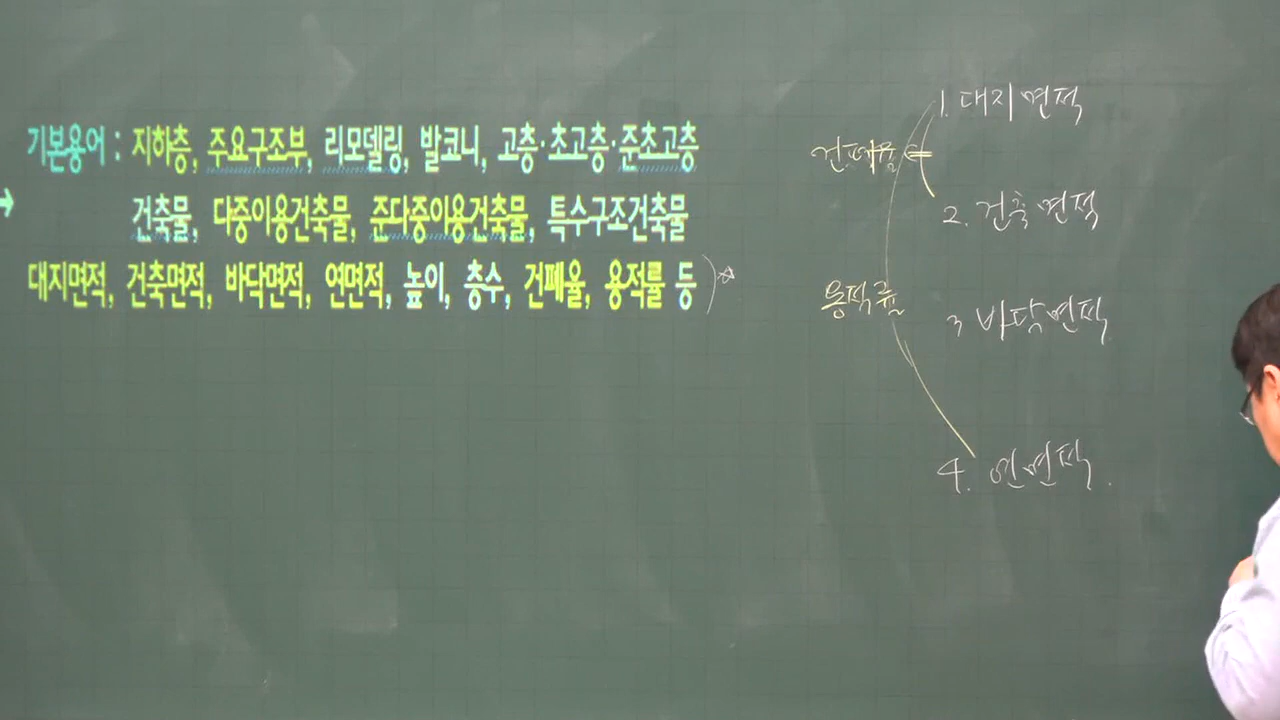 기본용어 : 지하층, 주요구조부, 리모델링, 발코니, 고층·초고층·준초고층
건축물, 다중이용건축물, 준다중이용건축물, 특수구조건축물
대지면적, 건축면적, 바닥면적, 연면적, 높이, 층수, 건폐율, 용적률 등
1. 대지면적
건폐율
2. 건축면적
용적률
3 바닥면적
4. 연면적.